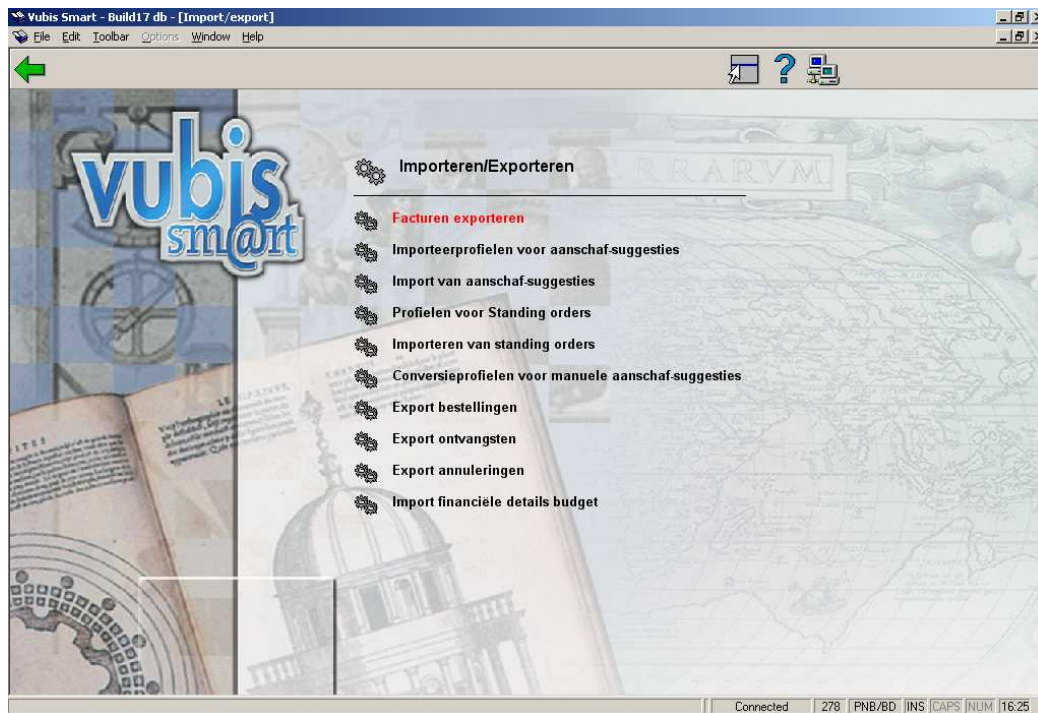 Vubis Smart - Build17 db - [Import/export]
File Edit Toolbar Options Window Help
vubis
sm@rt
RARVM
Importeren/Exporteren
Facturen exporteren
Importeerprofielen voor aanschaf-suggesties
Import van aanschaf-suggesties
Profielen voor Standing orders
Importeren van standing orders
Conversieprofielen voor manuele aanschaf-suggesties
Export bestellingen
Export ontvangsten
Export annuleringen
Import financiële details budget
Connected 278 PNB/BD INS CAPS NUM 16:25